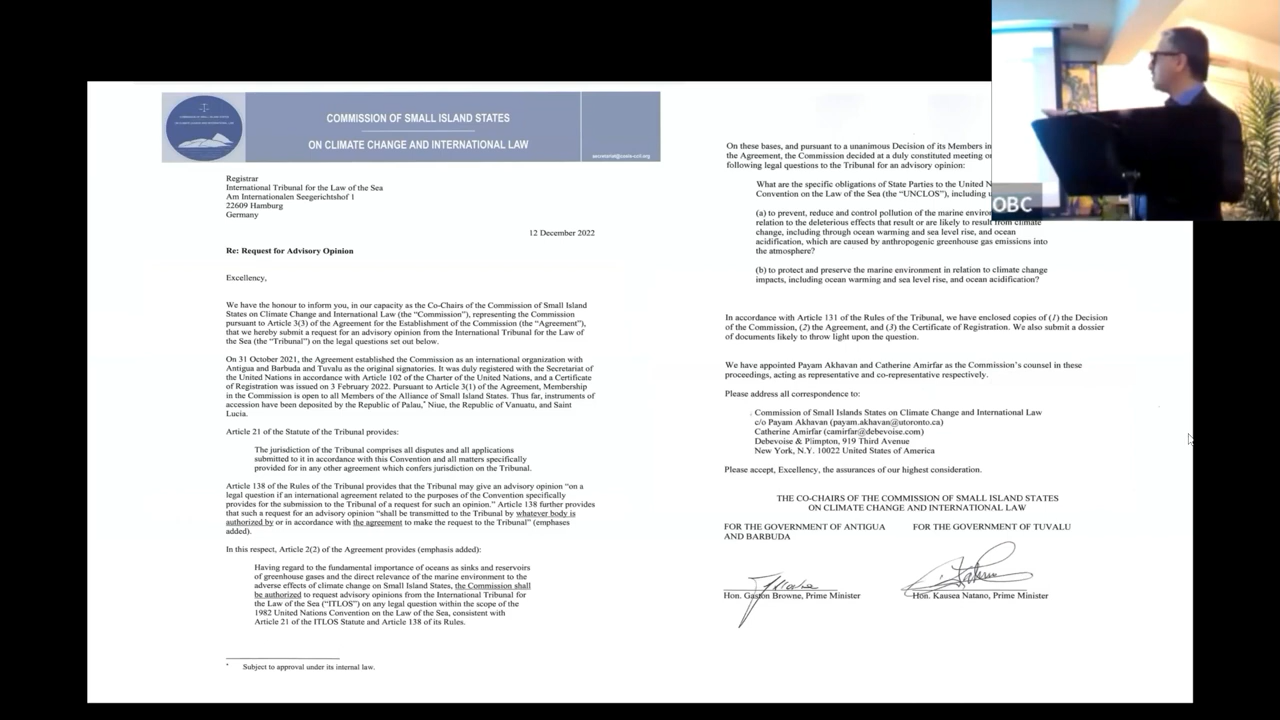 COMMISSION OF SMALL ISLAND STATES
ON CLIMATE CHANGE AND INTERNATIONAL LAW
Registrar
International Tribunal for the Law of the Sea
Am Internationalen Seegerichtshof 1
22609 Hamburg
Germany
12 December 2022
Re: Request for Advisory Opinion
Excellency,
We have the honour to inform you, in our capacity as the Co-Chairs of the Commission of Small Island
States on Climate Change and International Law (the “Commission”), representing the Commission
pursuant to Article 3(3) of the Agreement for the Establishment of the Commission (the “Agreement”),
that we hereby submit a request for an advisory opinion from the International Tribunal for the Law of
the Sea (the “Tribunal”) on the legal questions set out below.
On 31 October 2021, the Agreement established the Commission as an international organization with
Antigua and Barbuda and Tuvalu as the original signatories. It was duly registered with the Secretariat of
the United Nations in accordance with Article 102 of the Charter of the United Nations, and a Certificate
of Registration was issued on 3 February 2022. Pursuant to Article 3(1) of the Agreement, Membership
in the Commission is open to all Members of the Alliance of Small Island States. Thus far, instruments of
accession have been deposited by the Republic of Palau,* Niue, the Republic of Vanuatu, and Saint
Lucia.
Article 21 of the Statute of the Tribunal provides:
The jurisdiction of the Tribunal comprises all disputes and all applications
submitted to it in accordance with this Convention and all matters specifically
provided for in any other agreement which confers jurisdiction on the Tribunal.
Article 138 of the Rules of the Tribunal provides that the Tribunal may give an advisory opinion “on a
legal question if an international agreement related to the purposes of the Convention specifically
provides for the submission to the Tribunal of a request for such an opinion.” Article 138 further provides
that such a request for an advisory opinion “shall be transmitted to the Tribunal by whatever body is
authorized by or in accordance with the agreement to make the request to the Tribunal” (emphases
added).
In this respect, Article 2(2) of the Agreement provides (emphasis added):
Having regard to the fundamental importance of oceans as sinks and reservoirs
of greenhouse gases and the direct relevance of the marine environment to the
adverse effects of climate change on Small Island States, the Commission shall
be authorized to request advisory opinions from the International Tribunal for
the Law of the Sea (“ITLOS”) on any legal question within the scope of the
1982 United Nations Convention on the Law of the Sea, consistent with
Article 21 of the ITLOS Statute and Article 138 of its Rules.
* Subject to approval under its internal law.
On these bases, and pursuant to a unanimous Decision of its Members in
the Agreement, the Commission decided at a duly constituted meeting
following legal questions to the Tribunal for an advisory opinion:
What are the specific obligations of State Parties to the United
Convention on the Law of the Sea (the “UNCLOS”), including
(a) to prevent, reduce and control pollution of the marine
relation to the deleterious effects that result or are likely to result from climate
change, including through ocean warming and sea level rise, and ocean
acidification, which are caused by anthropogenic greenhouse gas emissions into
the atmosphere?
(b) to protect and preserve the marine environment in relation to climate change
impacts, including ocean warming and sea level rise, and ocean acidification?
In accordance with Article 131 of the Rules of the Tribunal, we have enclosed copies of (1) the Decision
of the Commission, (2) the Agreement, and (3) the Certificate of Registration. We also submit a dossier
of documents likely to throw light upon the question.
We have appointed Payam Akhavan and Catherine Amirfar as the Commission's counsel in these
proceedings, acting as representative and co-representative respectively.
Please address all correspondence to:
Commission of Small Islands States on Climate Change and International Law
c/o Payam Akhavan (payam.akhavan@utoronto.ca)
Catherine Amirfar (camirfar@debevoise.com)
Debevoise & Plimpton, 919 Third Avenue
New York, N.Y. 10022 United States of America
Please accept, Excellency, the assurances of our highest consideration.
THE CO-CHAIRS OF THE COMMISSION OF SMALL ISLAND STATES
ON CLIMATE CHANGE AND INTERNATIONAL LAW
FOR THE GOVERNMENT OF ANTIGUA
AND BARBUDA
FOR THE GOVERNMENT OF TUVALU
Hon. Gaston Browne, Prime Minister
Hon. Kausea Natano, Prime Minister
OBC